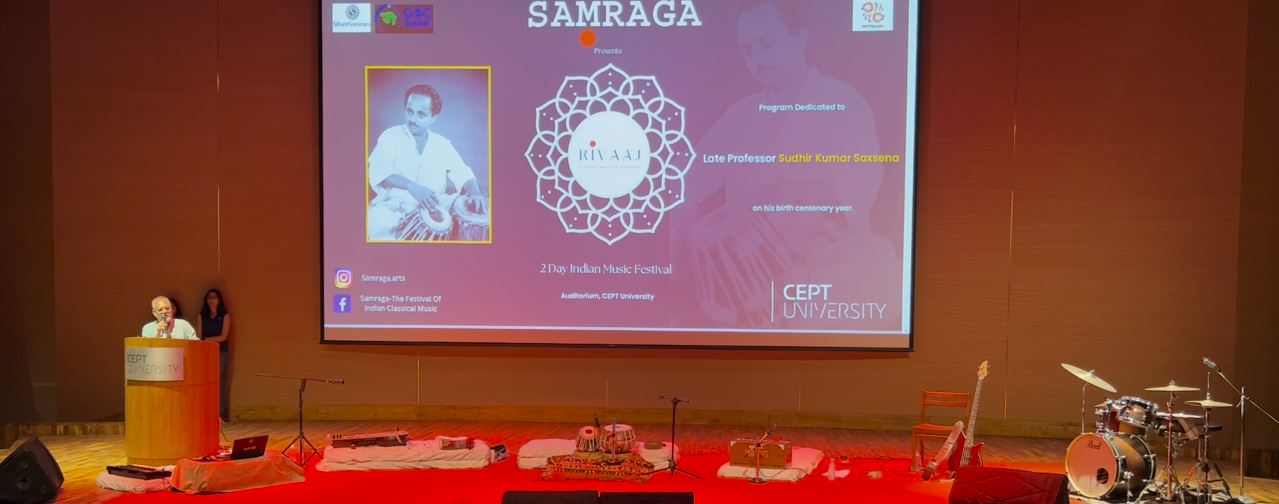 SAMRAGA
Presents
RIVAAJ
Program Dedicated to
Late Professor Sudhir Kumar Saxsena
on his birth centenary year.
2 Day Indian Music Festival
Auditorium, CEPT University
Samraga.arts
Samraga-The Festival Of
Indian Classical Music
CEPT
UNIVERSITY
CEPT
UNIVERSITY
Pearl